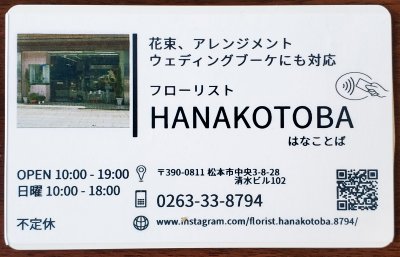 花束、アレンジメント
ウェディングブーケにも対応
フローリスト
HANAKOTOBA
はなことば
OPEN 10:00 - 19:00
日曜 10:00 - 18:00
不定休
〒390-0811 松本市中央3-8-28
清水ビル102
0263-33-8794
www.instagram.com/florist.hanakotoba.8794/